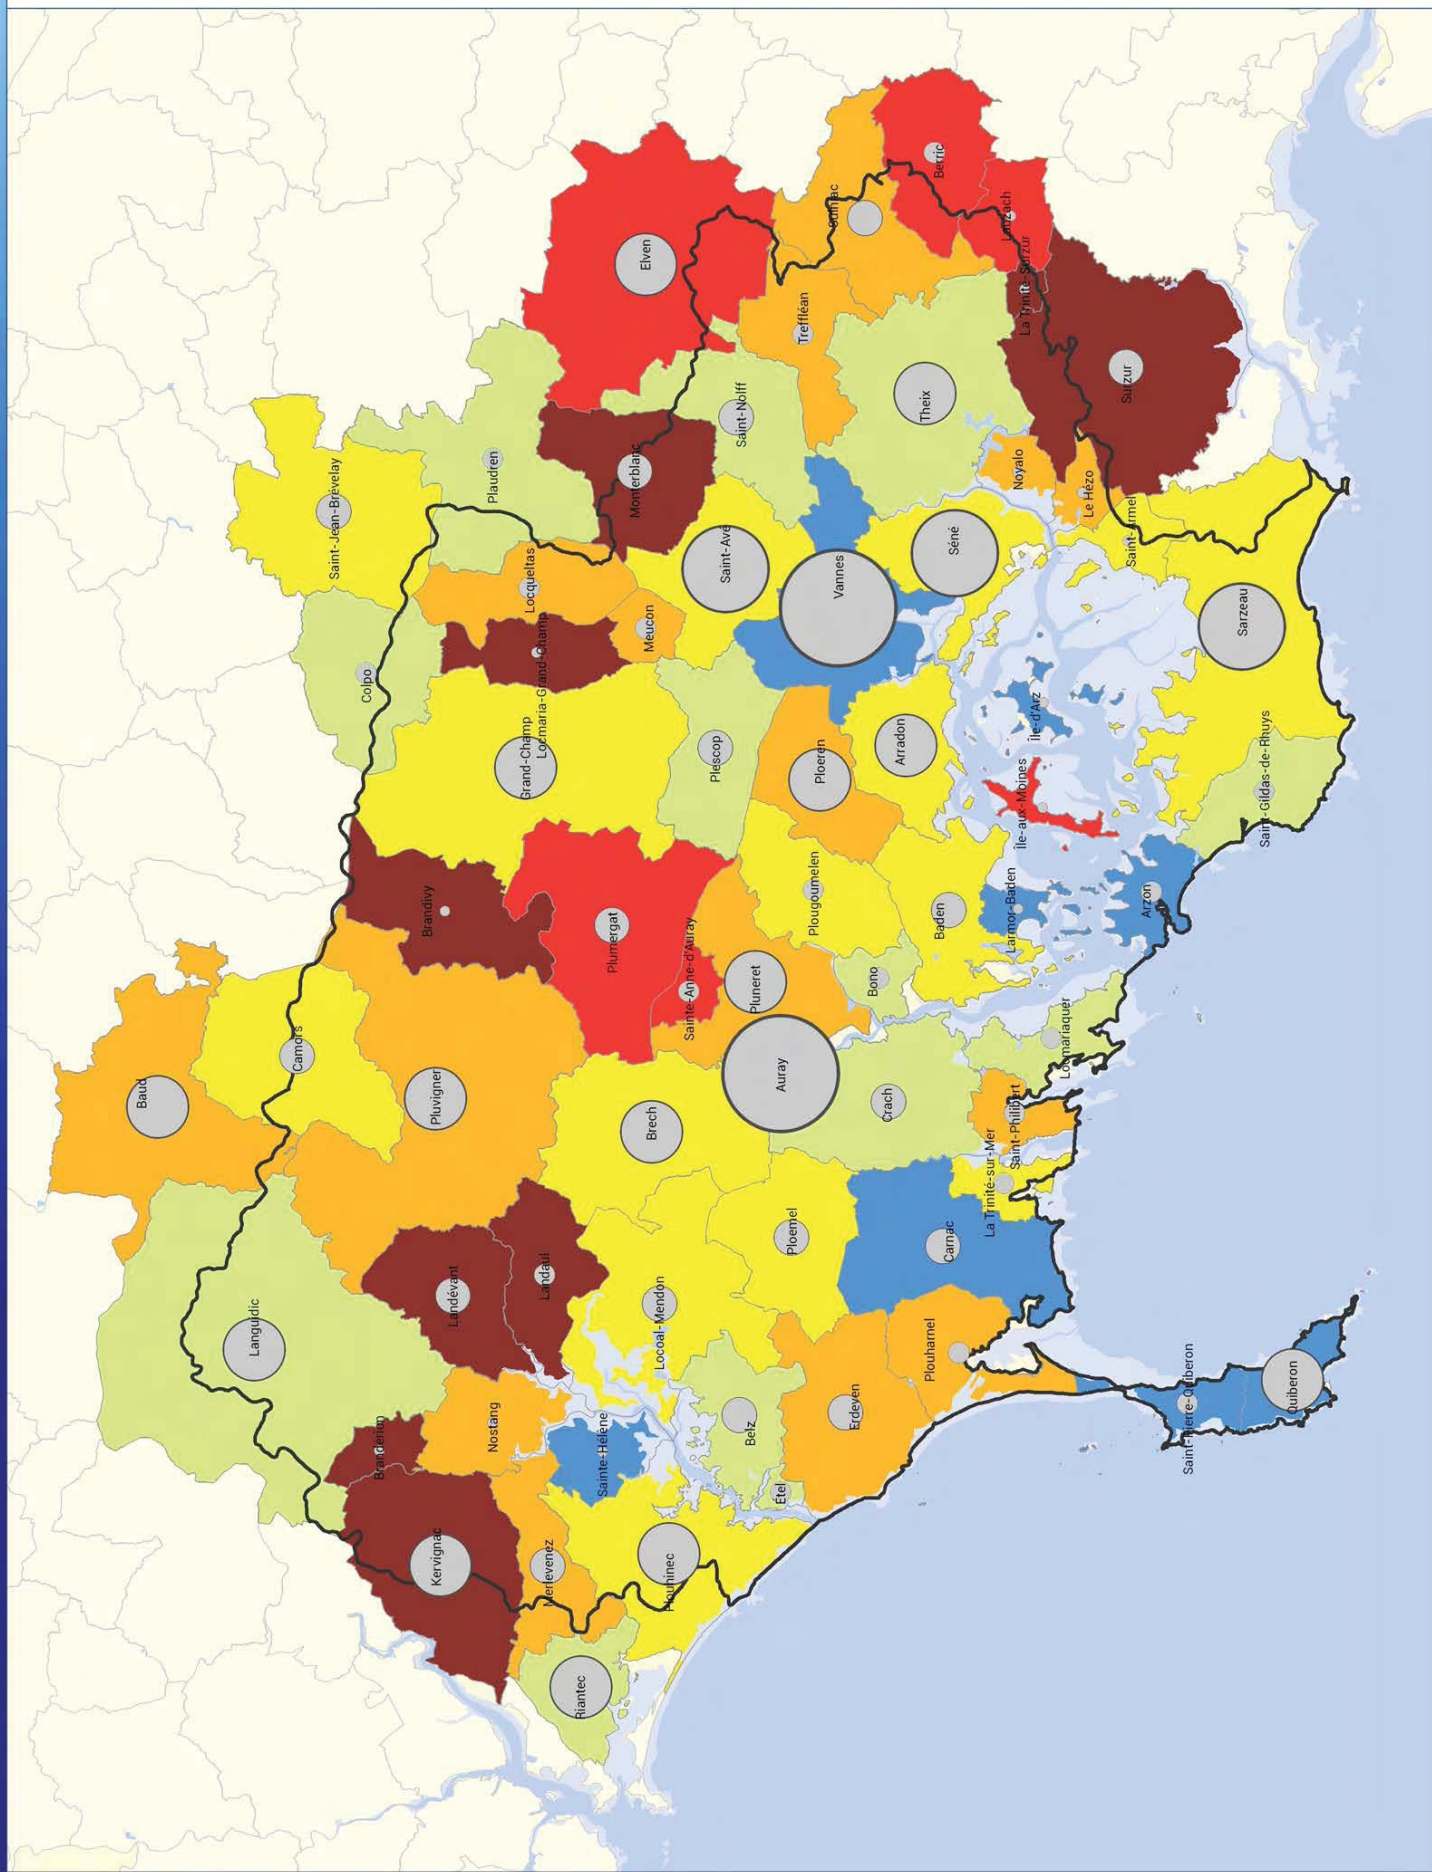 Baud
Languidic
Camors
Saint-Jean-Brévelay
Colpo
Brandérion
Brandivy
Pluvigner
Kervignac
Landévant
Plaudren
Nostang
Grand-Champ
Locqueltas
Locmaria-Grand-Champ
Landaul
Merlevenez
Riantec
Sainte-Hélène
Plumergat
Monterblanc
Elven
Meucon
Brech
Locoal-Mendon
Plouhinec
Sainte-Anne-d'Auray
Plescop
Saint-Avé
Saint-Nolff
Belz
Pluneret
Étel
Auray
Ploemel
Treffléan
Plougoumelen
Ploeren
Sulniac
Vannes
Erdeven
Bono
Crach
Arradon
Theix
Plouharnel
Baden
Berric
Carnac
Séné
La Trinité-sur-Mer
Lauzach
Larmor-Baden
Saint-Philibert
Noyalo
Île-aux-Moines
La Trinité-Surzur
Île-d'Arz
Locmariaquer
Le Hézo
Surzur
Saint-Armel
Arzon
Saint-Pierre-Quiberon
Sarzeau
Saint-Gildas-de-Rhuys
Quiberon